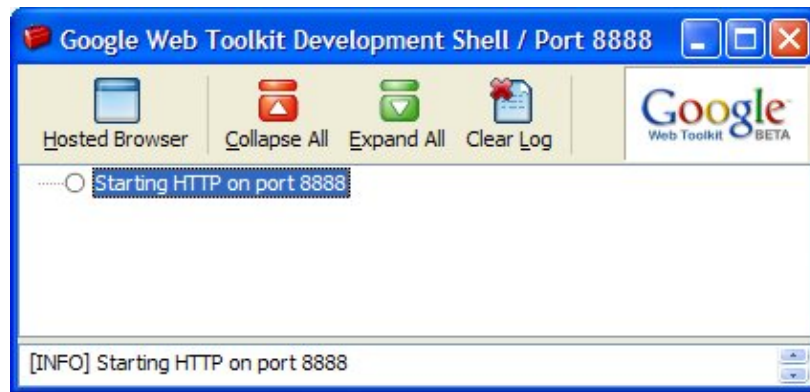 Google Web Toolkit Development Shell / Port 8888
Hosted Browser Collapse All Expand All Clear Log
Google
Web Toolkit BETA
Starting HTTP on port 8888
[INFO] Starting HTTP on port 8888